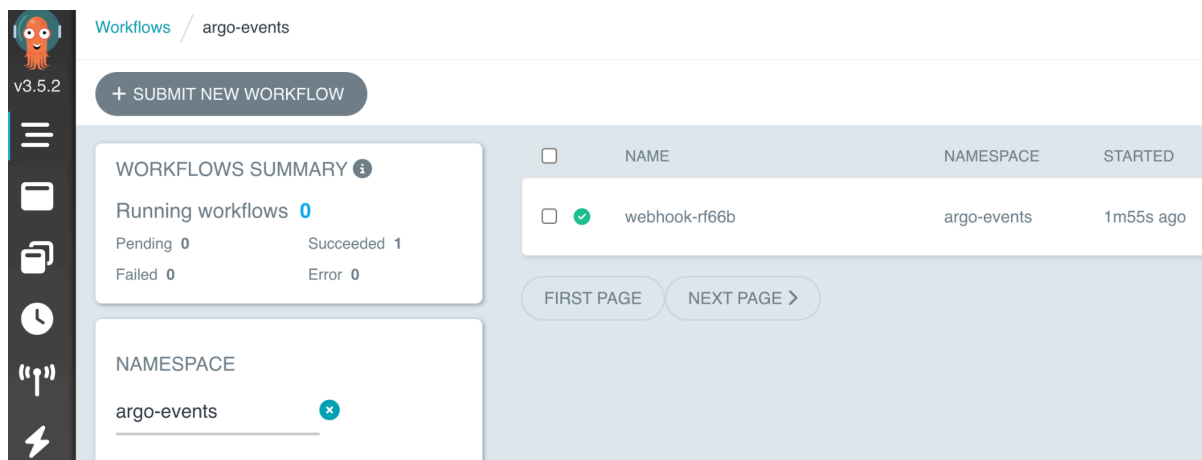 Workflows / argo-events
v3.5.2
+ SUBMIT NEW WORKFLOW
WORKFLOWS SUMMARY
Running workflows 0
Pending 0 Succeeded 1
Failed 0 Error 0
NAMESPACE
argo-events
NAME NAMESPACE STARTED
webhook-rf66b argo-events 1m55s ago
FIRST PAGE NEXT PAGE